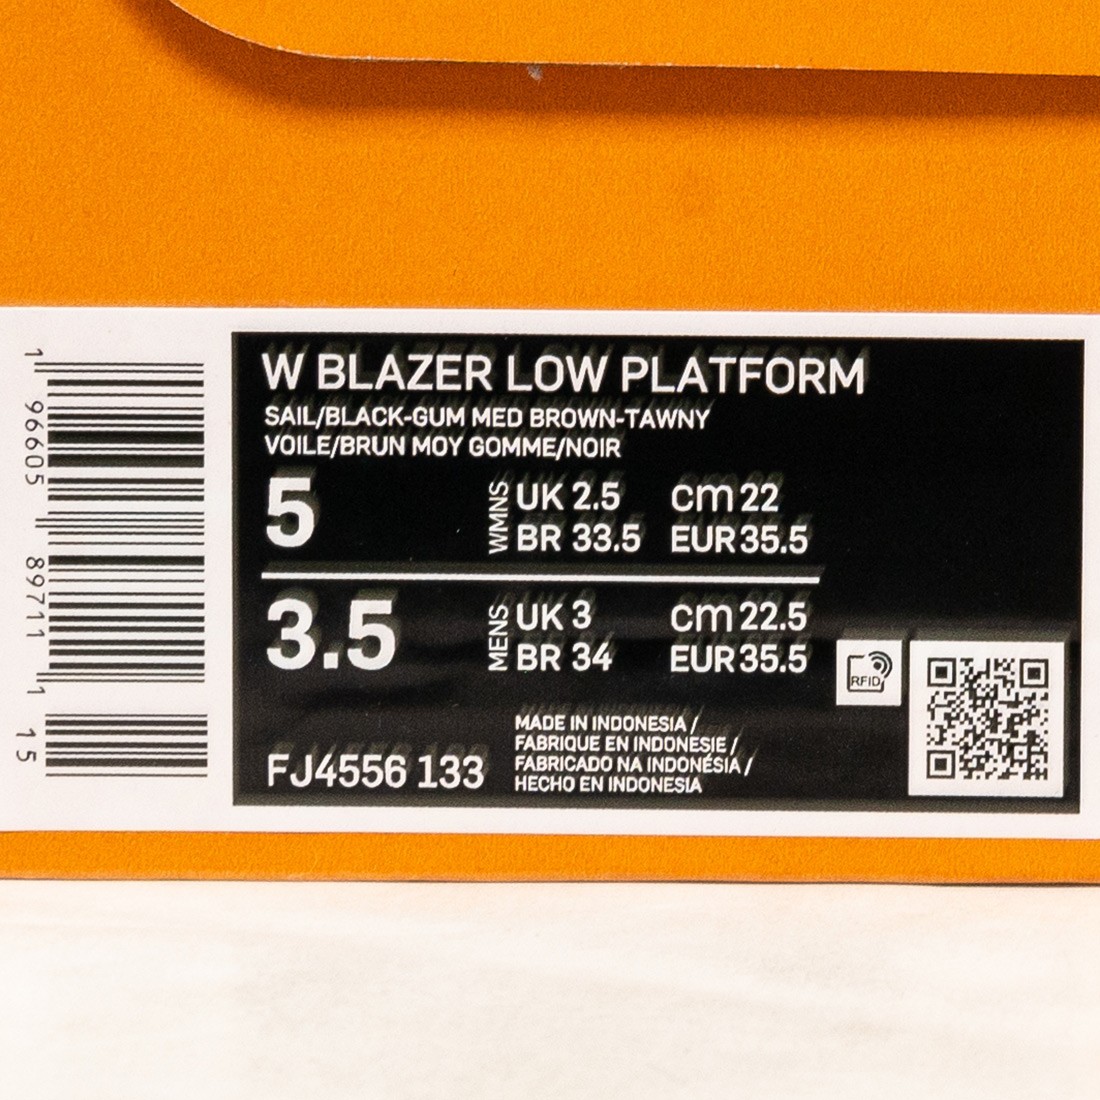 W BLAZER LOW PLATFORM
SAIL/BLACK-GUM MED BROWN-TAWNY
VOILE/BRUN MOY GOMME/NOIR
5
WMNS
UK 2.5 cm 22
BR 33.5 EUR 35.5
3.5
MENS
UK 3 cm 22.5
BR 34 EUR 35.5
RFID
FJ4556 133
MADE IN INDONESIA /
FABRIQUE EN INDONESIE /
FABRICADO NA INDONÉSIA /
HECHO EN INDONESIA
1 96605 89711 1 15